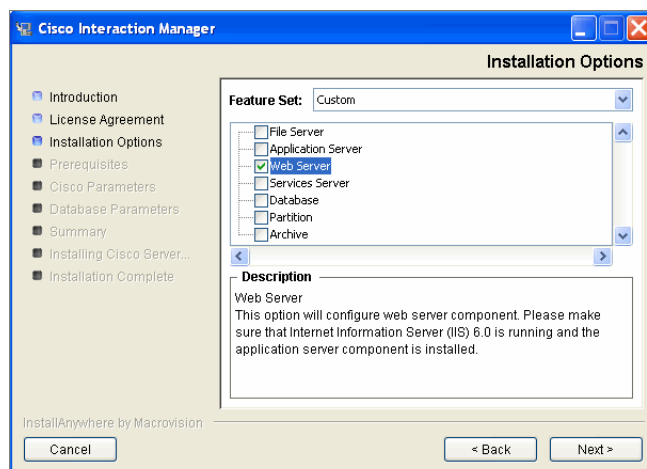 Cisco Interaction Manager
Installation Options
Introduction
License Agreement
Installation Options
Prerequisites
Cisco Parameters
Database Parameters
Summary
Installing Cisco Server...
Installation Complete
Feature Set: Custom
File Server
Application Server
Web Server
Services Server
Database
Partition
Archive
Description
Web Server
This option will configure web server component. Please make
sure that Internet Information Server (IIS) 6.0 is running and the
application server component is installed.
InstallAnywhere by Macrovision
Cancel
< Back
Next >